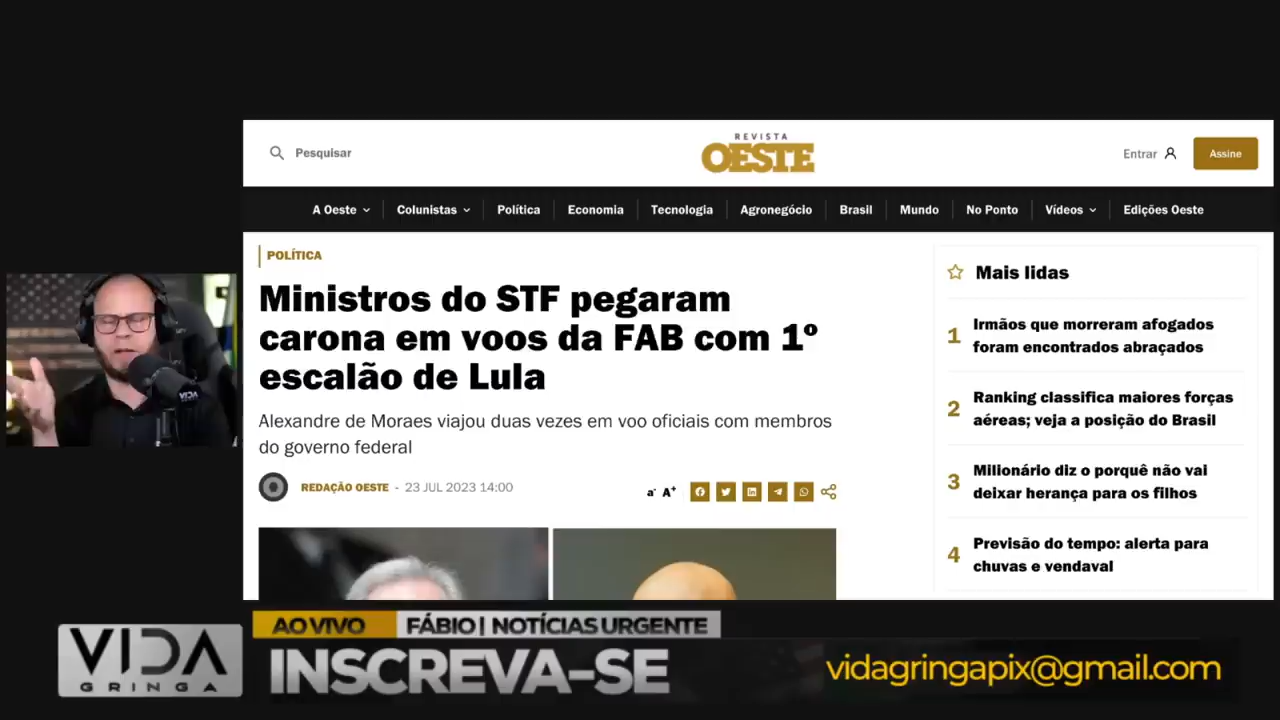 Pesquisar
REVISTA
OESTE
Entrar
Assine
A Oeste
Colunistas
Política
Economia
Tecnologia
Agronegócio
Brasil
Mundo
No Ponto
Vídeos
Edições Oeste
POLÍTICA
Ministros do STF pegaram
carona em voos da FAB com 1º
escalão de Lula
Alexandre de Moraes viajou duas vezes em voo oficiais com membros
do governo federal
REDAÇÃO OESTE - 23 JUL 2023 14:00
a- A+
Mais lidas
1 Irmãos que morreram afogados
foram encontrados abraçados
2 Ranking classifica maiores forças
aéreas; veja a posição do Brasil
3 Milionário diz o porquê não vai
deixar herança para os filhos
4 Previsão do tempo: alerta para
chuvas e vendaval
VIDA
VIDA
GRINGA
AO VIVO
FÁBIO | NOTÍCIAS URGENTE
INSCREVA-SE
vidagringapix@gmail.com